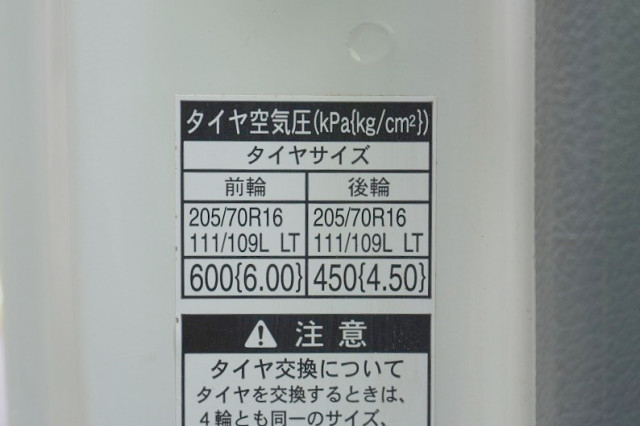 タイヤ空気圧(kPa{kg/cm²})
タイヤサイズ
前輪 後輪
205/70R16 205/70R16
111/109L LT 111/109L LT
600{6.00} 450{4.50}
注意
タイヤ交換について
タイヤを交換するときは、
4輪とも同一のサイズ、